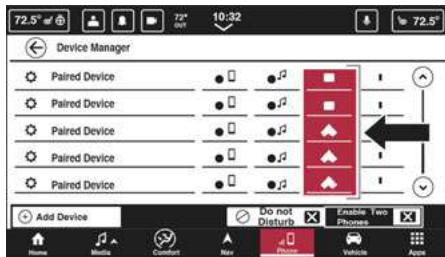 72.5° 72° OUT 10:32 72.5°
Device Manager
Paired Device
Paired Device
Paired Device
Paired Device
Paired Device
Add Device Do not Disturb Enable Two Phones
Home Media Comfort Nav Phone Vehicle Apps